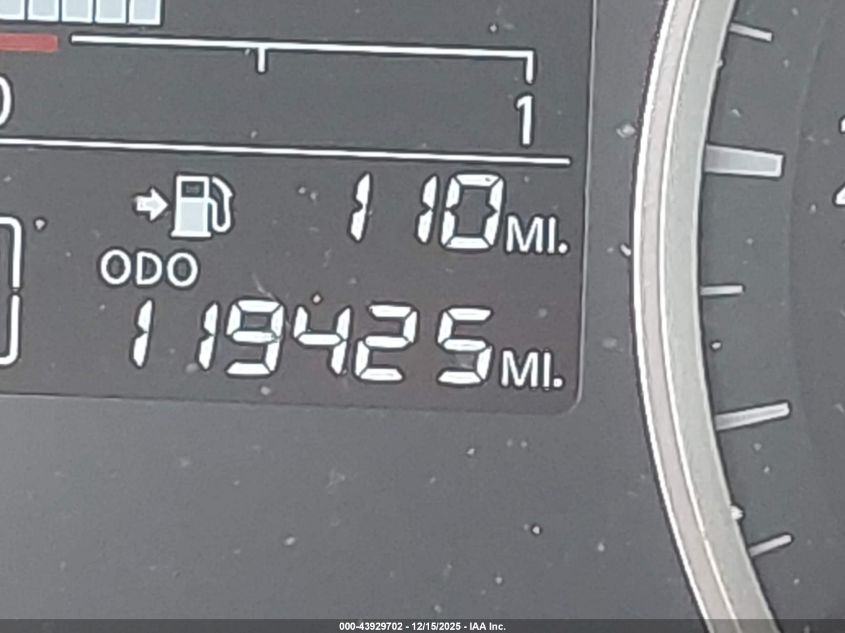 0 1
110 MI.
ODO
119425 MI.
000-43929702 - 12/15/2025 - IAA Inc.